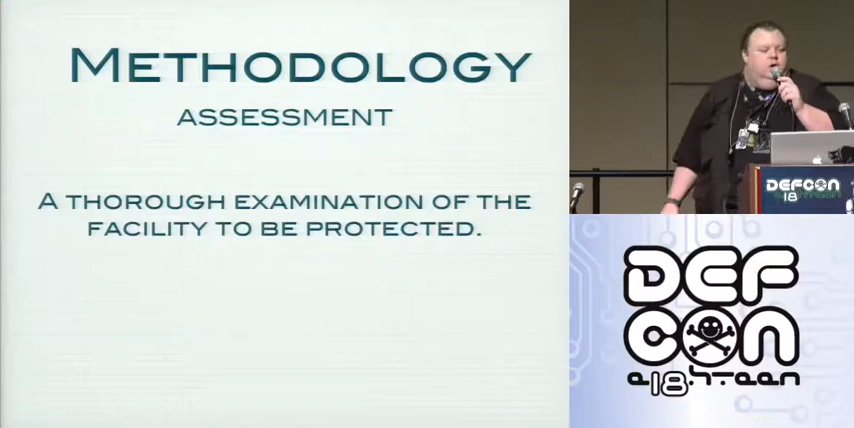 METHODOLOGY
ASSESSMENT
A THOROUGH EXAMINATION OF THE
FACILITY TO BE PROTECTED.
DEFCON
18
DEF
CON
e18hteen